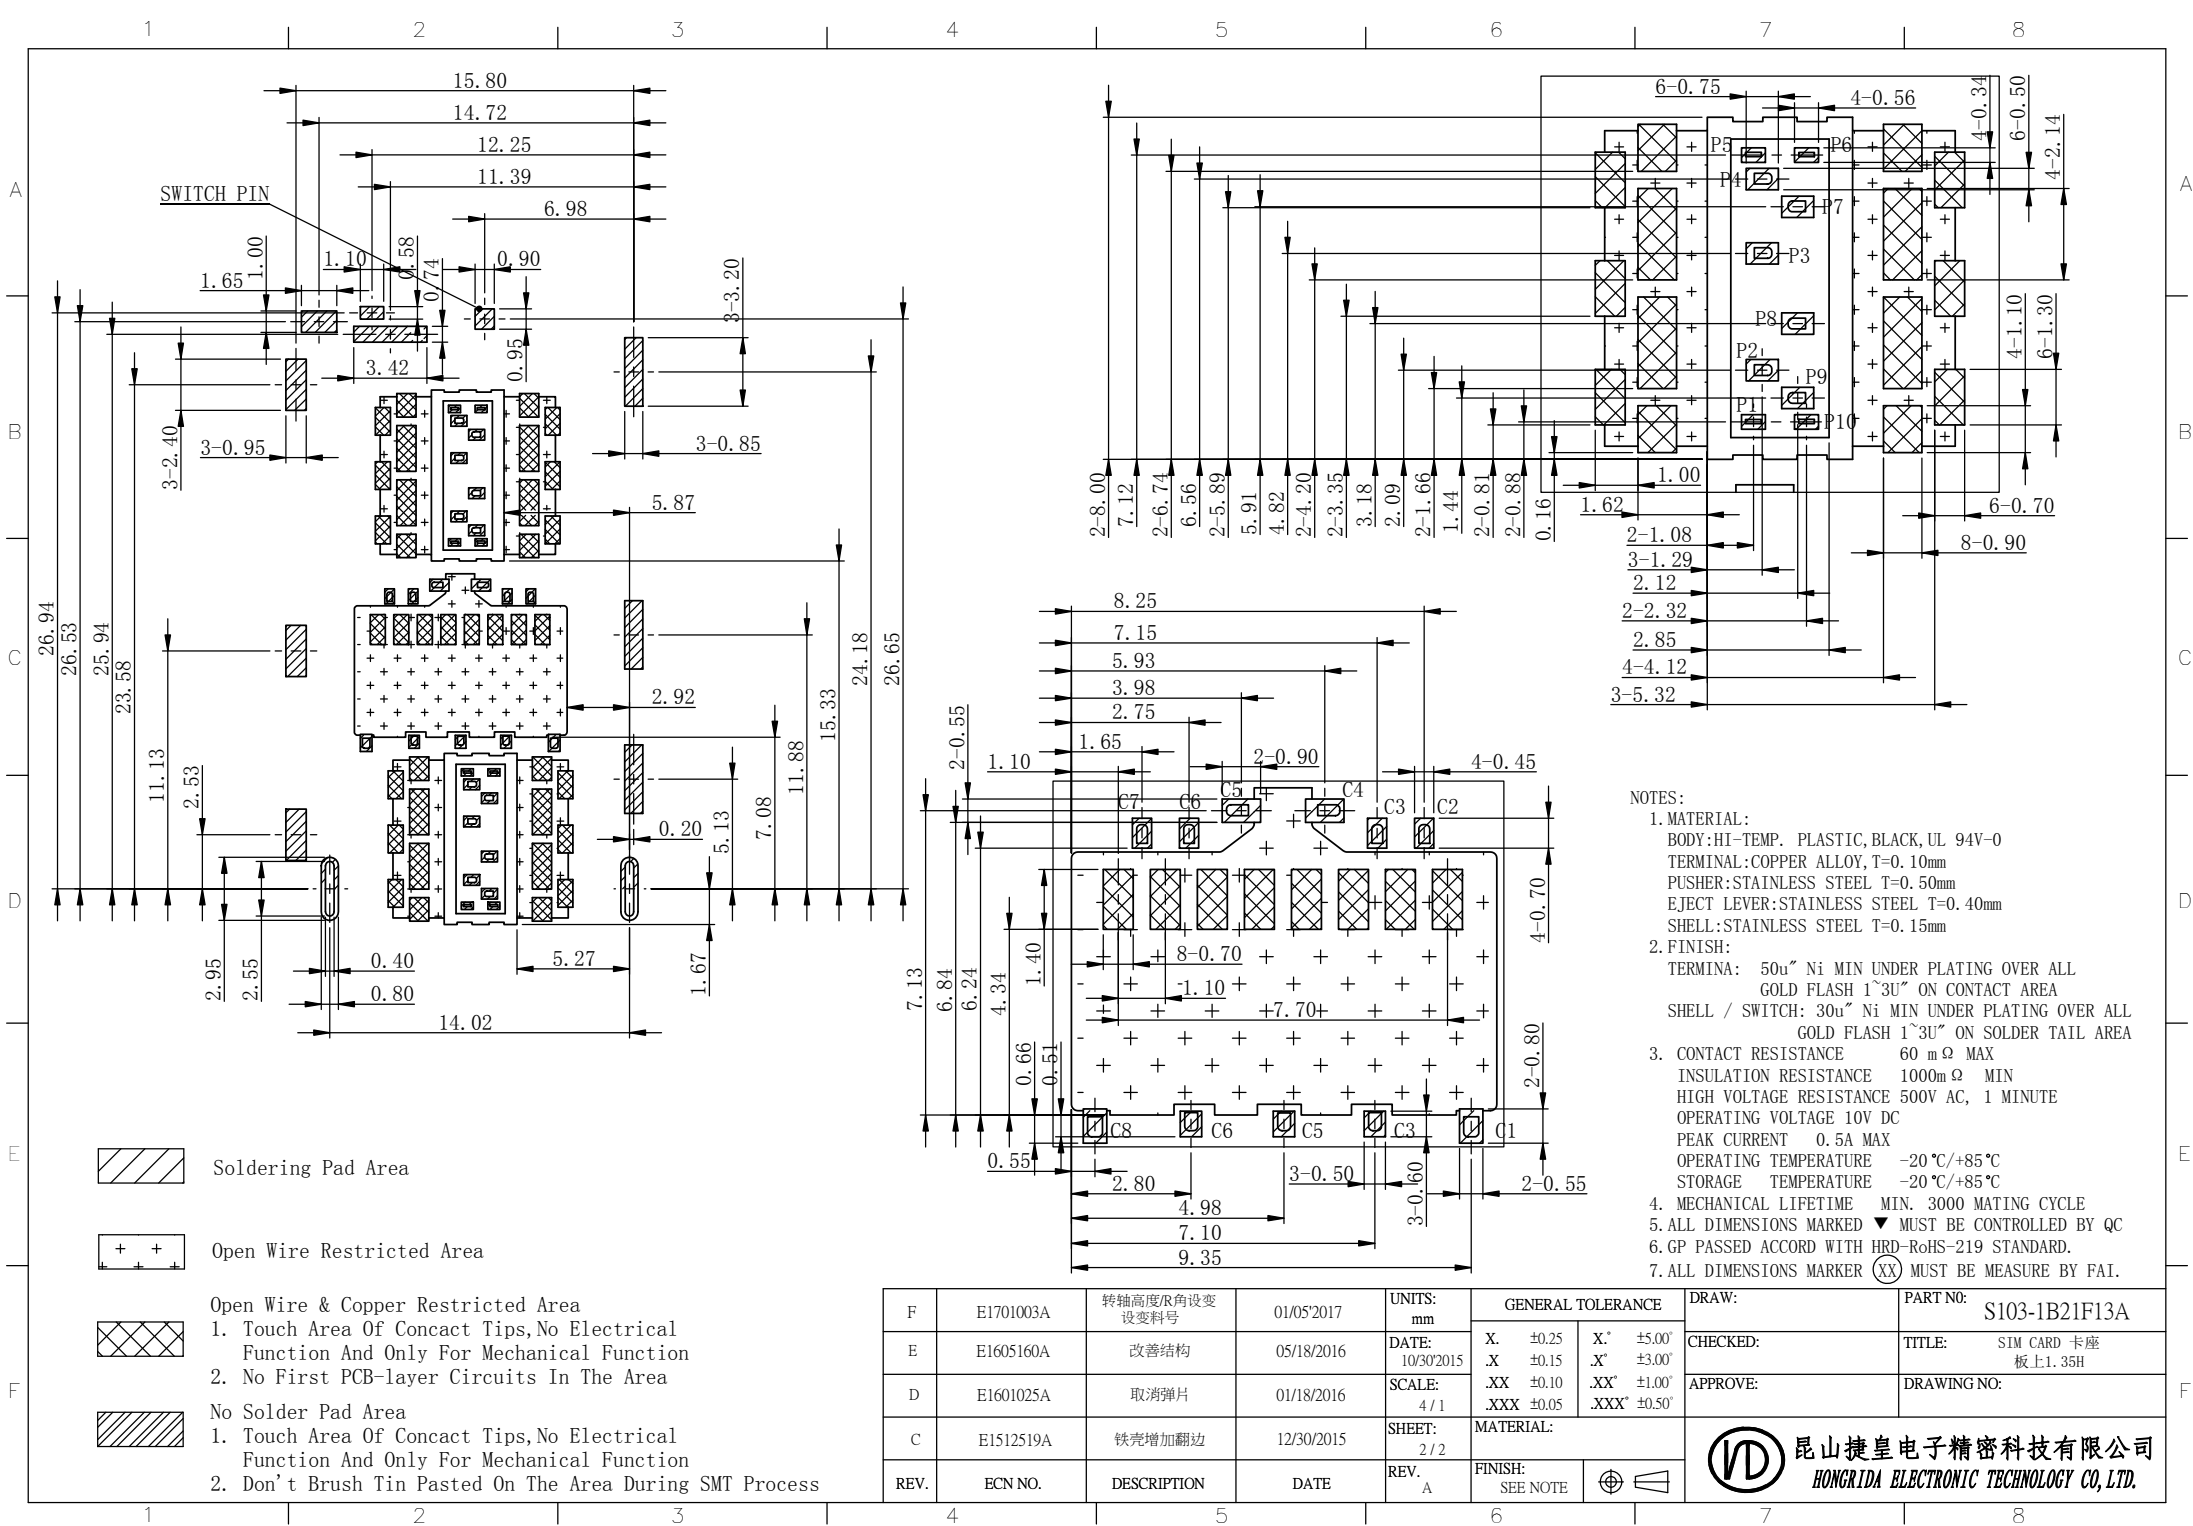 1 2 3 4 5 6 7 8
A
B
C
D
E
F
15.80
14.72
12.25
11.39
6.98
SWITCH PIN
1.00
1.65
1.10
0.58
0.74
0.90
0.95
3-3.20
3.42
3-2.40
3-0.95
3-0.85
5.87
26.94
26.53
25.94
23.58
11.13
2.53
2.92
15.33
24.18
26.65
11.88
7.08
5.13
0.20
2.95
2.55
0.40
0.80
5.27
1.67
14.02
6-0.75
4-0.56
4-0.34
6-0.50
4-2.14
P5
P6
P4
P7
P3
P8
P2
P9
P1
P10
4-1.10
6-1.30
2-8.00
7.12
2-6.74
6.56
2-5.89
5.91
4.82
2-4.20
2-3.35
3.18
2.09
2-1.66
1.44
2-0.81
2-0.88
0.16
1.00
1.62
6-0.70
2-1.08
8-0.90
3-1.29
2.12
2-2.32
2.85
4-4.12
3-5.32
8.25
7.15
5.93
3.98
2.75
1.65
1.10
2-0.55
2-0.90
4-0.45
C7
C6
C5
C4
C3
C2
4-0.70
1.40
8-0.70
1.10
7.70
7.13
6.84
6.24
4.34
0.66
0.51
2-0.80
C8
C6
C5
C3
C1
0.55
2.80
3-0.50
3-0.60
2-0.55
4.98
7.10
9.35
NOTES:
1.MATERIAL:
BODY:HI-TEMP. PLASTIC,BLACK,UL 94V-0
TERMINAL:COPPER ALLOY,T=0.10mm
PUSHER:STAINLESS STEEL T=0.50mm
EJECT LEVER:STAINLESS STEEL T=0.40mm
SHELL:STAINLESS STEEL T=0.15mm
2.FINISH:
TERMINA: 50u" Ni MIN UNDER PLATING OVER ALL
GOLD FLASH 1~3U" ON CONTACT AREA
SHELL / SWITCH: 30u" Ni MIN UNDER PLATING OVER ALL
GOLD FLASH 1~3U" ON SOLDER TAIL AREA
3. CONTACT RESISTANCE 60 mΩ MAX
INSULATION RESISTANCE 1000mΩ MIN
HIGH VOLTAGE RESISTANCE 500V AC, 1 MINUTE
OPERATING VOLTAGE 10V DC
PEAK CURRENT 0.5A MAX
OPERATING TEMPERATURE -20℃/+85℃
STORAGE TEMPERATURE -20℃/+85℃
4. MECHANICAL LIFETIME MIN. 3000 MATING CYCLE
5.ALL DIMENSIONS MARKED ▼ MUST BE CONTROLLED BY QC
6.GP PASSED ACCORD WITH HRD-RoHS-219 STANDARD.
7.ALL DIMENSIONS MARKER XX MUST BE MEASURE BY FAI.
Soldering Pad Area
Open Wire Restricted Area
Open Wire & Copper Restricted Area
1. Touch Area Of Concact Tips,No Electrical
Function And Only For Mechanical Function
2. No First PCB-layer Circuits In The Area
No Solder Pad Area
1. Touch Area Of Concact Tips,No Electrical
Function And Only For Mechanical Function
2. Don't Brush Tin Pasted On The Area During SMT Process
F E1701003A 转轴高度/R角设变 设变料号 01/05'2017
E E1605160A 改善结构 05/18/2016
D E1601025A 取消弹片 01/18/2016
C E1512519A 铁壳增加翻边 12/30/2015
REV. ECN NO. DESCRIPTION DATE
UNITS: mm
DATE: 10/30'2015
SCALE: 4 / 1
SHEET: 2 / 2
REV. A
GENERAL TOLERANCE
X. ±0.25 X.° ±5.00°
.X ±0.15 .X° ±3.00°
.XX ±0.10 .XX° ±1.00°
.XXX ±0.05 .XXX° ±0.50°
MATERIAL:
FINISH: SEE NOTE
DRAW:
CHECKED:
APPROVE:
PART N0: S103-1B21F13A
TITLE: SIM CARD 卡座
板上1.35H
DRAWING NO:
昆山捷皇电子精密科技有限公司
HONGRIDA ELECTRONIC TECHNOLOGY CO,LTD.
A
B
C
D
E
F
1 2 3 4 5 6 7 8